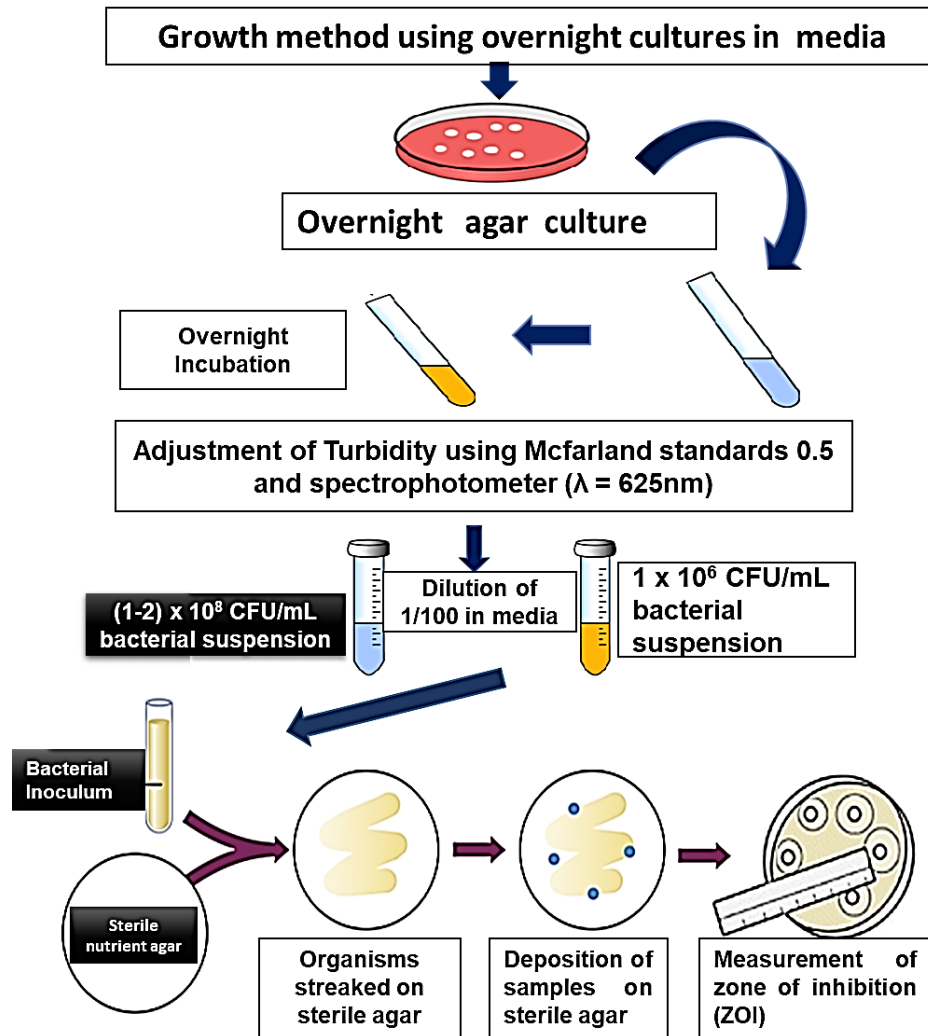 Growth method using overnight cultures in media
Overnight agar culture
Overnight
Incubation
Adjustment of Turbidity using Mcfarland standards 0.5
and spectrophotometer (λ = 625nm)
(1-2) x 10⁸ CFU/mL
bacterial suspension
Dilution of
1/100 in media
1 x 10⁶ CFU/mL
bacterial
suspension
Bacterial
Inoculum
Sterile
nutrient agar
Organisms
streaked on
sterile agar
Deposition of
samples on
sterile agar
Measurement of
zone of inhibition
(ZOI)